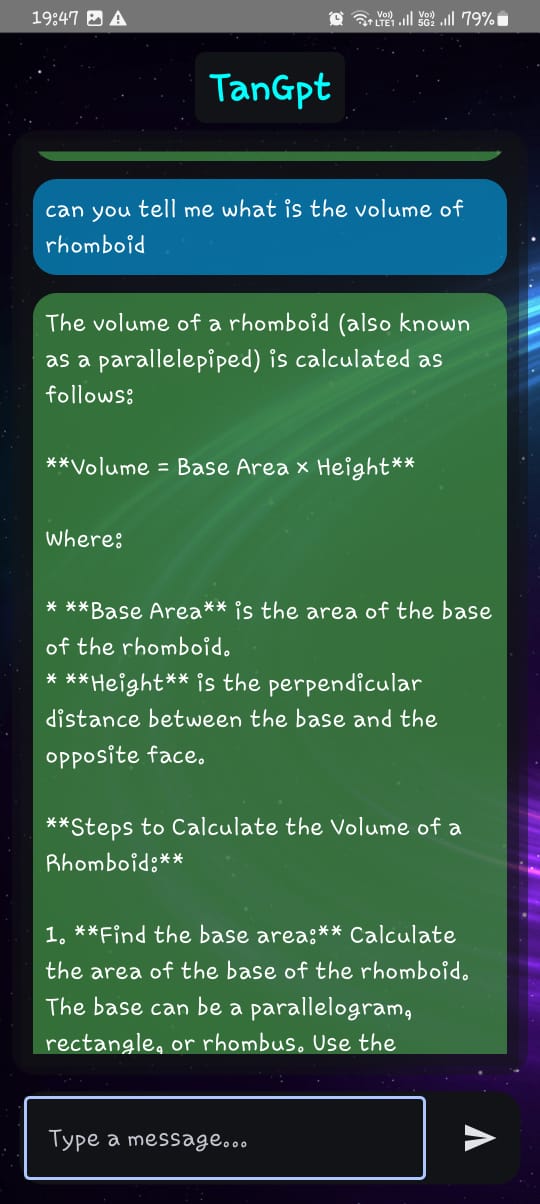 19:47
Vo)) LTE1 Vo)) 5G2 79%
TanGpt
can you tell me what is the volume of
rhomboid
The volume of a rhomboid (also known
as a parallelepiped) is calculated as
follows:
**Volume = Base Area × Height**
Where:
* **Base Area** is the area of the base
of the rhomboid.
* **Height** is the perpendicular
distance between the base and the
opposite face.
**Steps to Calculate the Volume of a
Rhomboid:**
1. **Find the base area:** Calculate
the area of the base of the rhomboid.
The base can be a parallelogram,
rectangle, or rhombus. Use the
Type a message...